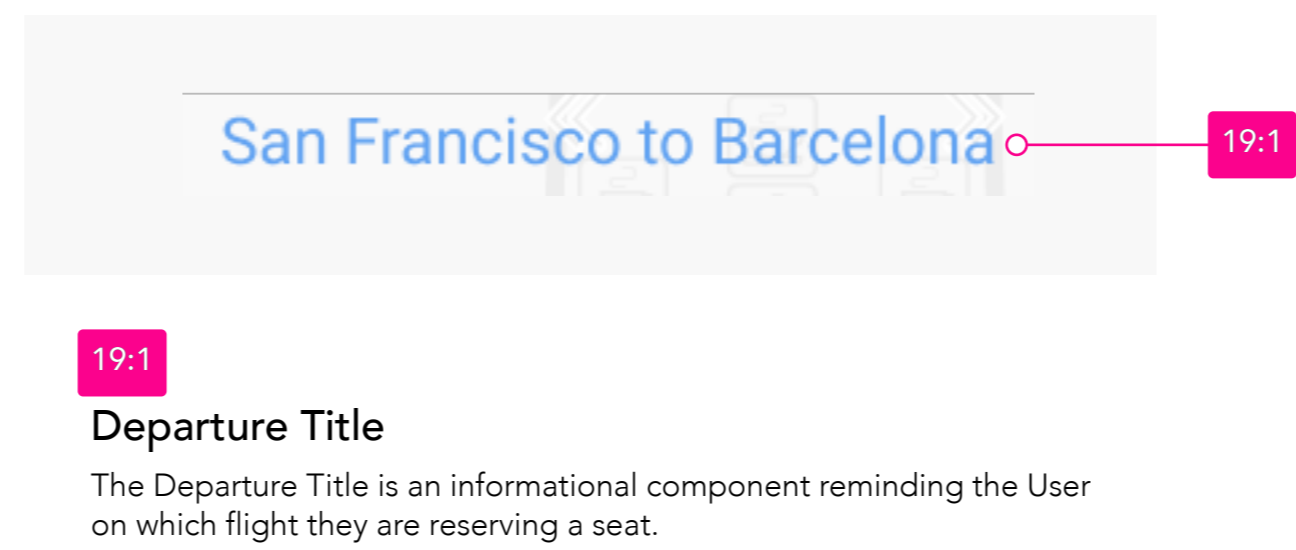 San Francisco to Barcelona
19:1
19:1
Departure Title
The Departure Title is an informational component reminding the User
on which flight they are reserving a seat.